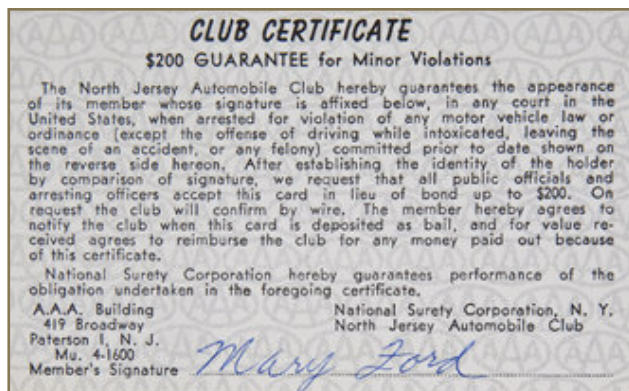 CLUB CERTIFICATE
$200 GUARANTEE for Minor Violations
The North Jersey Automobile Club hereby guarantees the appearance
of its member whose signature is affixed below, in any court in the
United States, when arrested for violation of any motor vehicle law or
ordinance (except the offense of driving while intoxicated, leaving the
scene of an accident, or any felony) committed prior to date shown on
the reverse side hereon. After establishing the identity of the holder
by comparison of signature, we request that all public officials and
arresting officers accept this card in lieu of bond up to $200. On
request the club will confirm by wire. The member hereby agrees to
notify the club when this card is deposited as bail, and for value re-
ceived agrees to reimburse the club for any money paid out because
of this certificate.
National Surety Corporation hereby guarantees performance of the
obligation undertaken in the foregoing certificate.
A.A.A. Building National Surety Corporation, N. Y.
419 Broadway North Jersey Automobile Club
Paterson 1, N. J.
Mu. 4-1600
Member's Signature Mary Ford